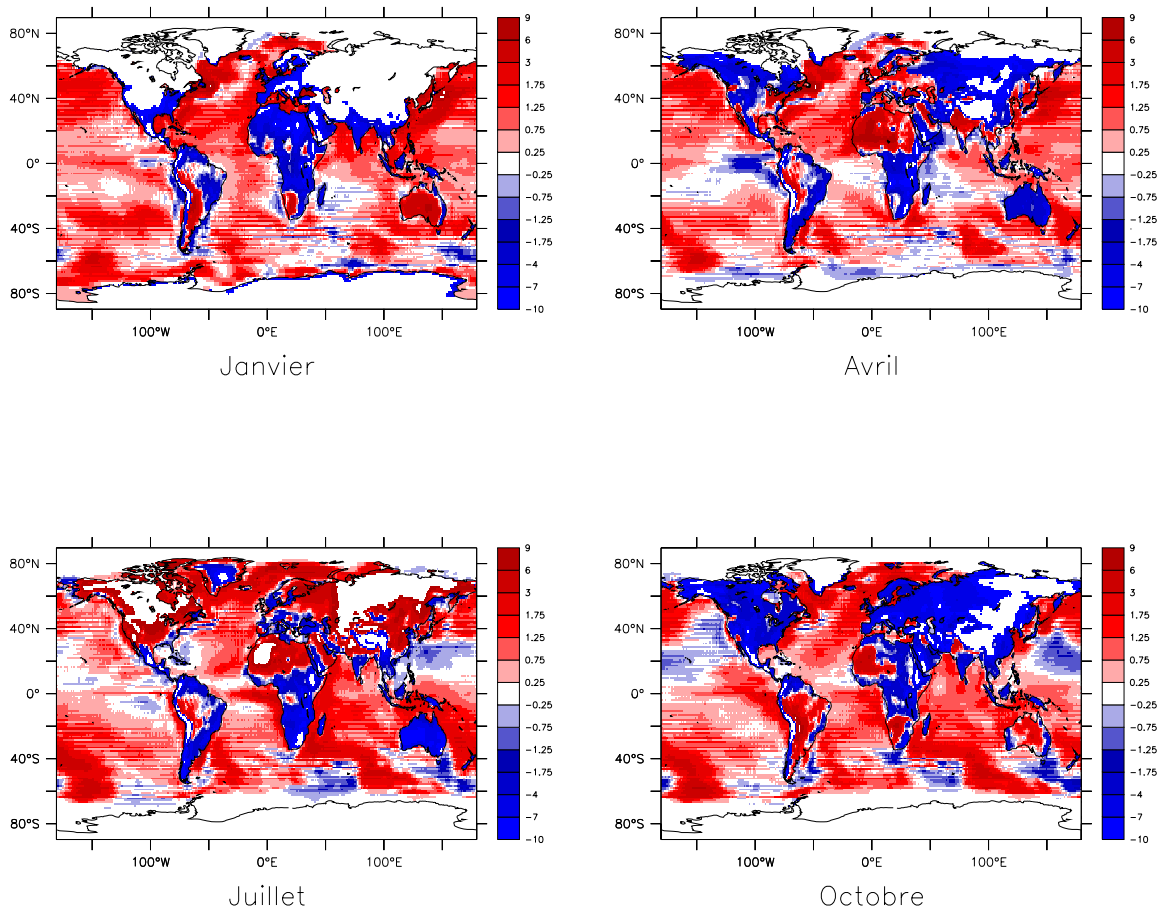 80°N
40°N
0°
40°S
80°S
100°W
0°E
100°E
9
6
3
1.75
1.25
0.75
0.25
-0.25
-0.75
-1.25
-1.75
-4
-7
-10
Janvier
80°N
40°N
0°
40°S
80°S
100°W
0°E
100°E
9
6
3
1.75
1.25
0.75
0.25
-0.25
-0.75
-1.25
-1.75
-4
-7
-10
Avril
80°N
40°N
0°
40°S
80°S
100°W
0°E
100°E
9
6
3
1.75
1.25
0.75
0.25
-0.25
-0.75
-1.25
-1.75
-4
-7
-10
Juillet
80°N
40°N
0°
40°S
80°S
100°W
0°E
100°E
9
6
3
1.75
1.25
0.75
0.25
-0.25
-0.75
-1.25
-1.75
-4
-7
-10
Octobre